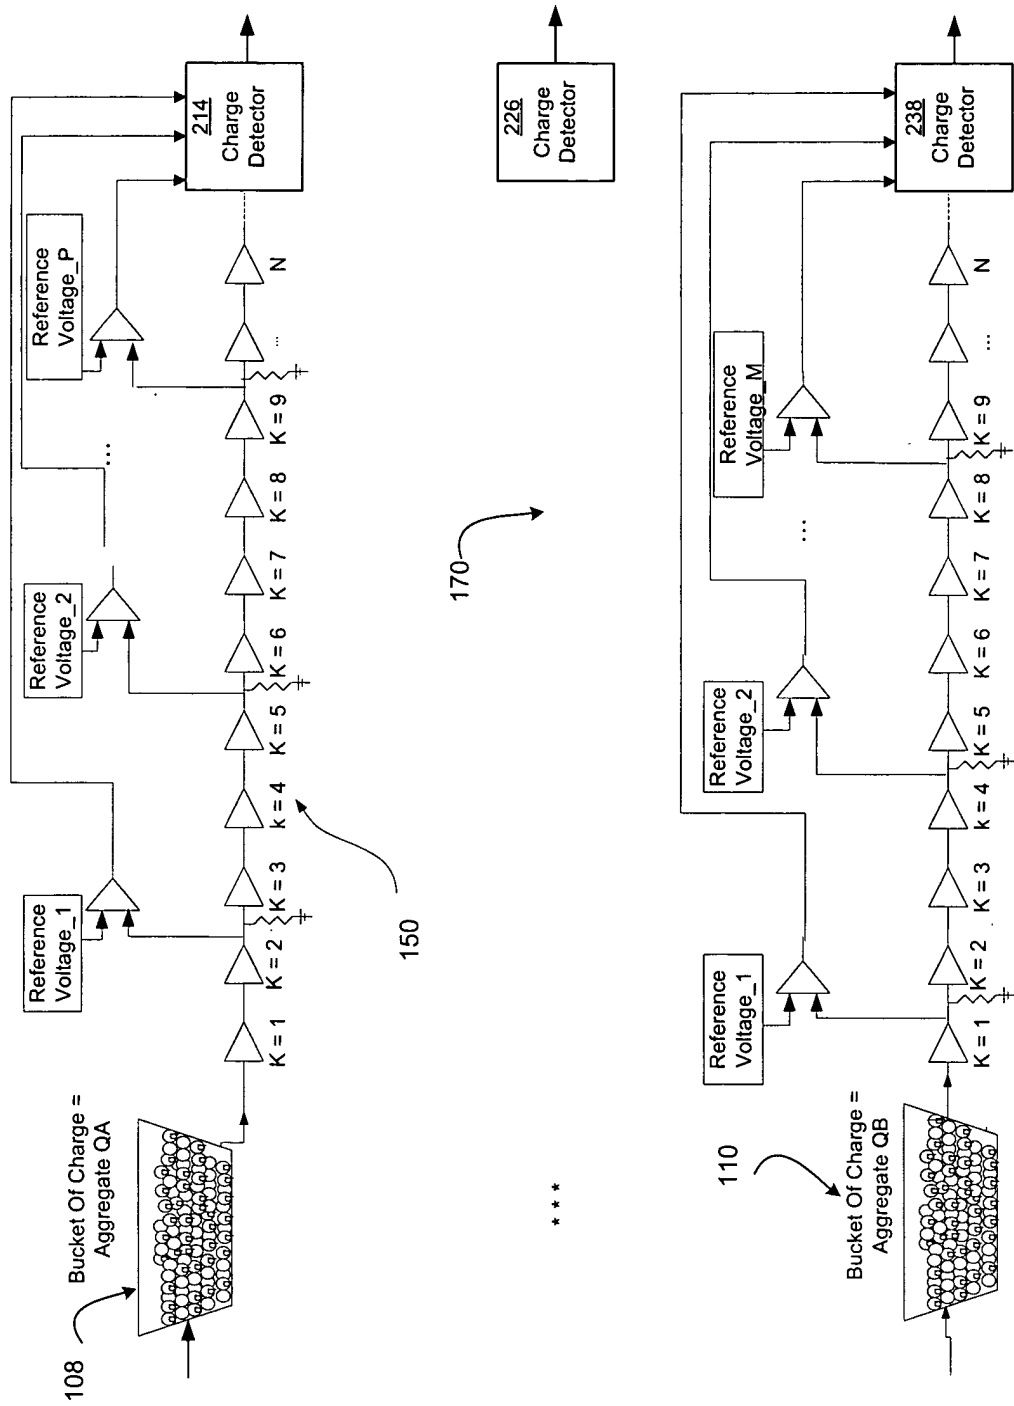 108
Bucket Of Charge =
Aggregate QA
K = 1
K = 2
K = 3
k = 4
K = 5
K = 6
K = 7
K = 8
K = 9
...
N
Reference
Voltage_1
Reference
Voltage_2
...
Reference
Voltage_P
214
Charge
Detector
150
***
170
226
Charge
Detector
110
Bucket Of Charge =
Aggregate QB
K = 1
K = 2
K = 3
k = 4
K = 5
K = 6
K = 7
K = 8
K = 9
...
N
Reference
Voltage_1
Reference
Voltage_2
...
Reference
Voltage_M
238
Charge
Detector